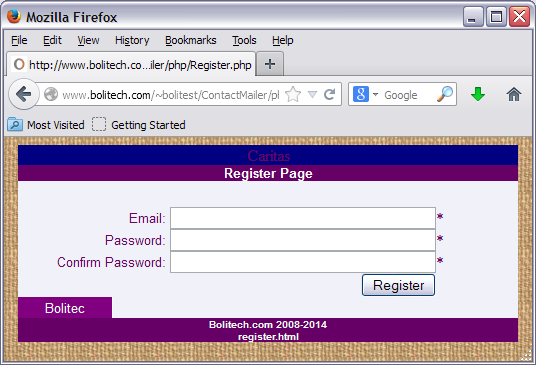 Mozilla Firefox
File Edit View History Bookmarks Tools Help
http://www.bolitech.co...iler/php/Register.php
www.bolitech.com/~bolitest/ContactMailer/pl Google
Most Visited Getting Started
Caritas
Register Page
Email: *
Password: *
Confirm Password: *
Register
Bolitec
Bolitech.com 2008-2014
register.html